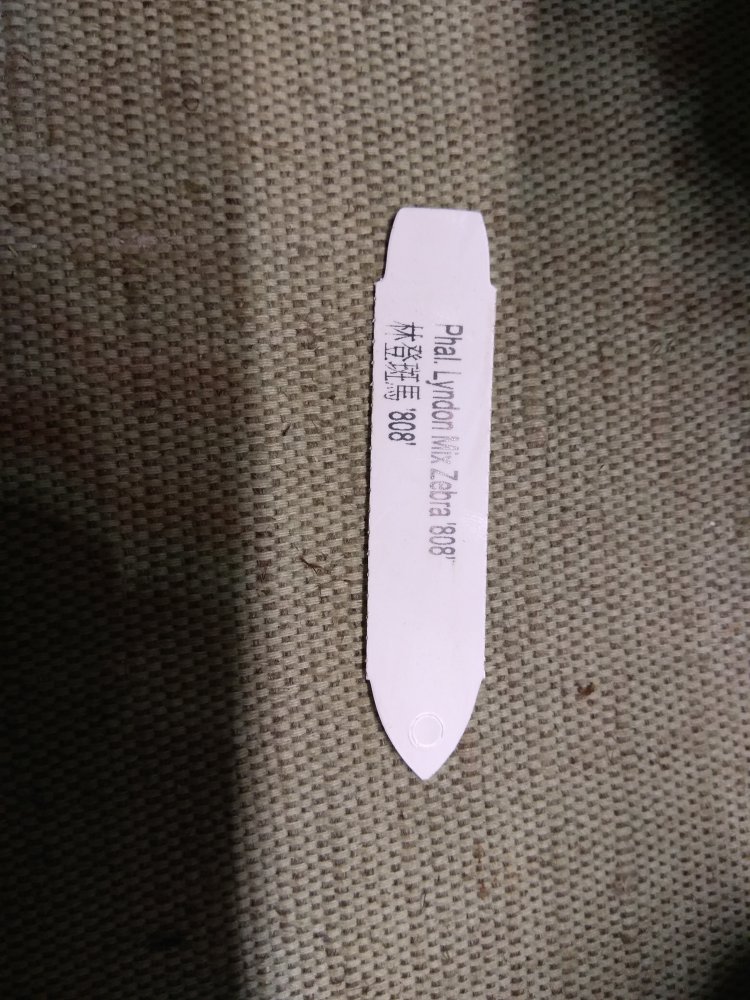 Phal. Lyndon Mix Zebra '808'
林登斑馬 '808'